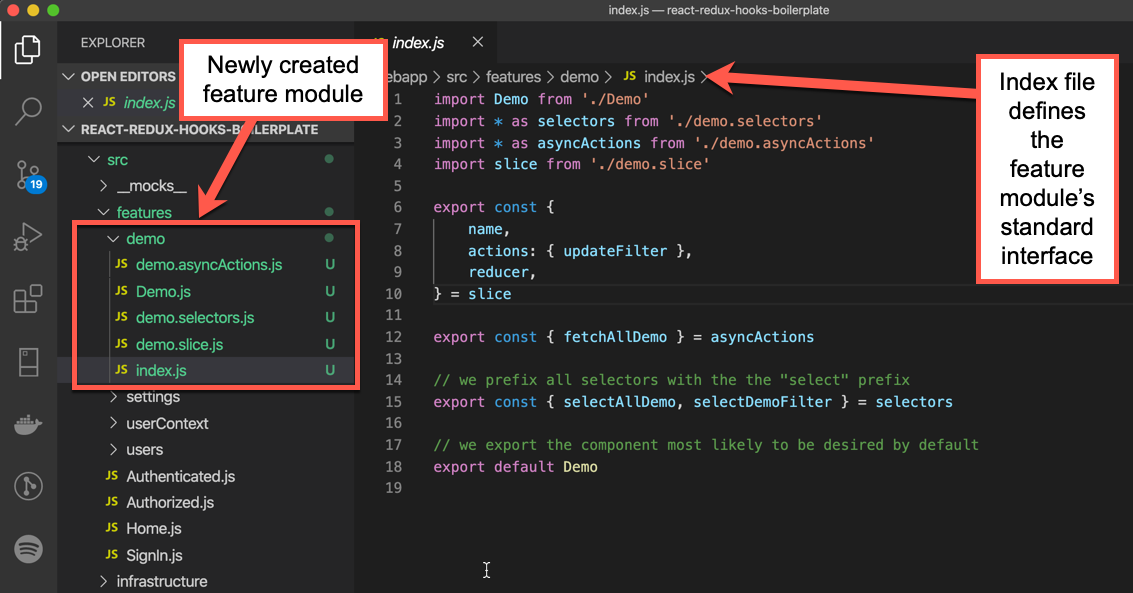 index.js — react-redux-hooks-boilerplate
EXPLORER
OPEN EDITORS
JS index.js
REACT-REDUX-HOOKS-BOILERPLATE
src
__mocks__
features
demo
JS demo.asyncActions.js U
JS Demo.js U
JS demo.selectors.js U
JS demo.slice.js U
JS index.js U
settings
userContext
users
JS Authenticated.js
JS Authorized.js
JS Home.js
JS SignIn.js
infrastructure
19
Newly created
feature module
index.js
ebapp > src > features > demo > JS index.js >
1 import Demo from './Demo'
2 import * as selectors from './demo.selectors'
3 import * as asyncActions from './demo.asyncActions'
4 import slice from './demo.slice'
5
6 export const {
7 name,
8 actions: { updateFilter },
9 reducer,
10 } = slice
11
12 export const { fetchAllDemo } = asyncActions
13
14 // we prefix all selectors with the the "select" prefix
15 export const { selectAllDemo, selectDemoFilter } = selectors
16
17 // we export the component most likely to be desired by default
18 export default Demo
19
Index file
defines
the
feature
module's
standard
interface